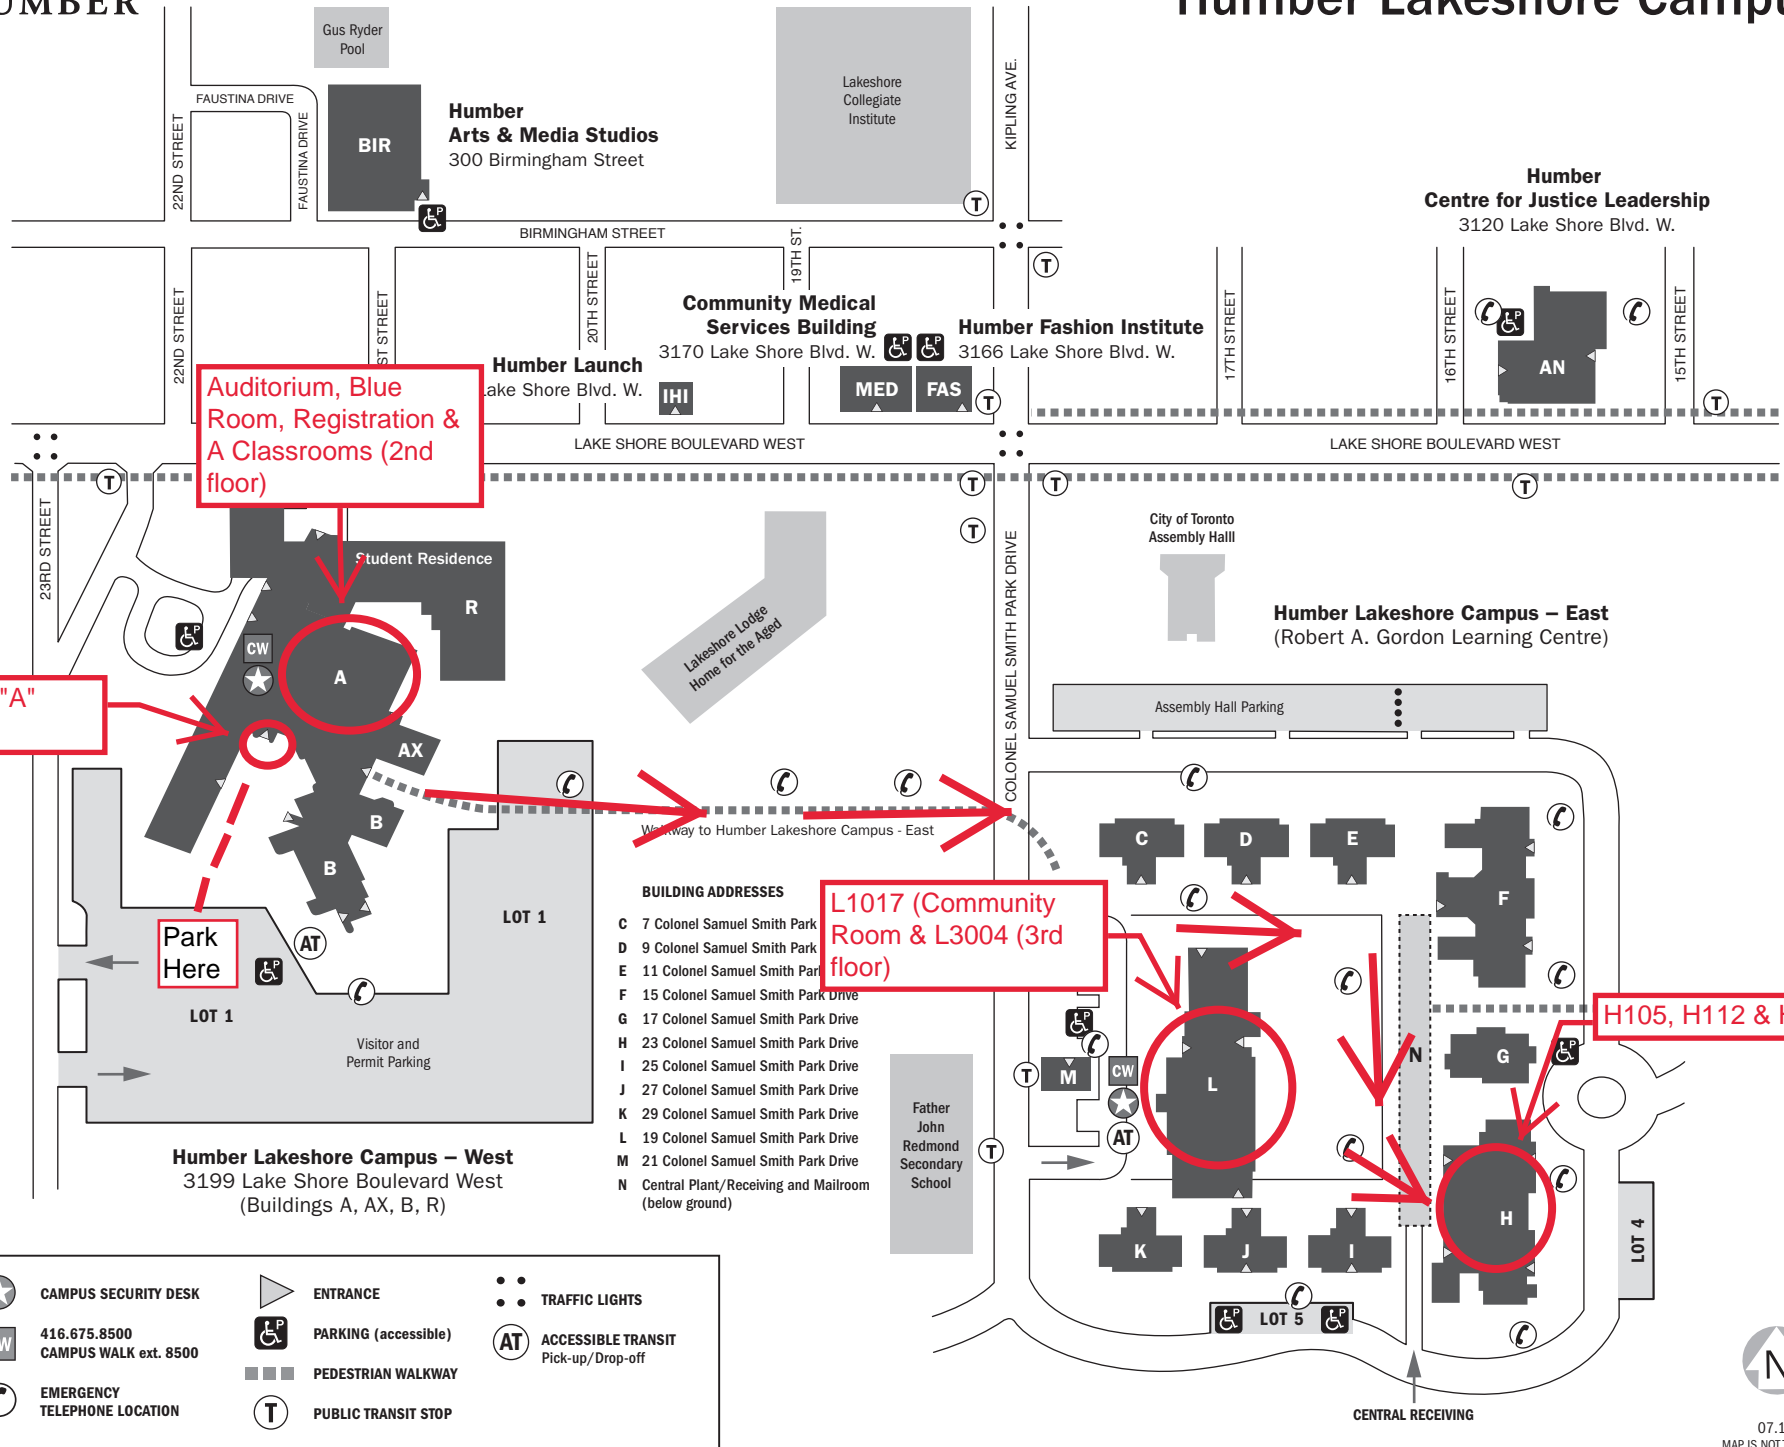 Humber Lakeshore
Gus Ryder
Pool
FAUSTINA DRIVE
FAUSTINA DRIVE
22ND STREET
BIR
Humber
Arts & Media Studios
300 Birmingham Street
Lakeshore
Collegiate
Institute
KIPLING AVE.
T
Humber
Centre for Justice Leadership
3120 Lake Shore Blvd. W.
BIRMINGHAM STREET
T
22ND STREET
ST STREET
20TH STREET
19TH ST.
17TH STREET
16TH STREET
15TH STREET
Community Medical
Services Building
3170 Lake Shore Blvd. W.
P
P
Humber Fashion Institute
3166 Lake Shore Blvd. W.
Humber Launch
Lake Shore Blvd. W.
IHI
MED
FAS
T
P
AN
T
Auditorium, Blue
Room, Registration &
A Classrooms (2nd
floor)
LAKE SHORE BOULEVARD WEST
LAKE SHORE BOULEVARD WEST
T
T
T
T
T
23RD STREET
Student Residence
R
P
CW
A
AX
B
B
"A"
Lakeshore Lodge
Home for the Aged
COLONEL SAMUEL SMITH PARK DRIVE
City of Toronto
Assembly Halll
Humber Lakeshore Campus – East
(Robert A. Gordon Learning Centre)
Assembly Hall Parking
Walkway to Humber Lakeshore Campus - East
C
D
E
F
Park
Here
P
AT
LOT 1
LOT 1
Visitor and
Permit Parking
Humber Lakeshore Campus – West
3199 Lake Shore Boulevard West
(Buildings A, AX, B, R)
BUILDING ADDRESSES
C 7 Colonel Samuel Smith Park
D 9 Colonel Samuel Smith Park
E 11 Colonel Samuel Smith Park
F 15 Colonel Samuel Smith Park Drive
G 17 Colonel Samuel Smith Park Drive
H 23 Colonel Samuel Smith Park Drive
I 25 Colonel Samuel Smith Park Drive
J 27 Colonel Samuel Smith Park Drive
K 29 Colonel Samuel Smith Park Drive
L 19 Colonel Samuel Smith Park Drive
M 21 Colonel Samuel Smith Park Drive
N Central Plant/Receiving and Mailroom
(below ground)
L1017 (Community
Room & L3004 (3rd
floor)
H105, H112 &
P
M
T
CW
AT
L
N
G
P
H
Father
John
Redmond
Secondary
School
T
K
J
I
LOT 4
P
LOT 5
P
CENTRAL RECEIVING
CAMPUS SECURITY DESK
416.675.8500
CAMPUS WALK ext. 8500
EMERGENCY
TELEPHONE LOCATION
ENTRANCE
P
PARKING (accessible)
PEDESTRIAN WALKWAY
T
PUBLIC TRANSIT STOP
TRAFFIC LIGHTS
AT
ACCESSIBLE TRANSIT
Pick-up/Drop-off
N
07.1
MAP IS NOT